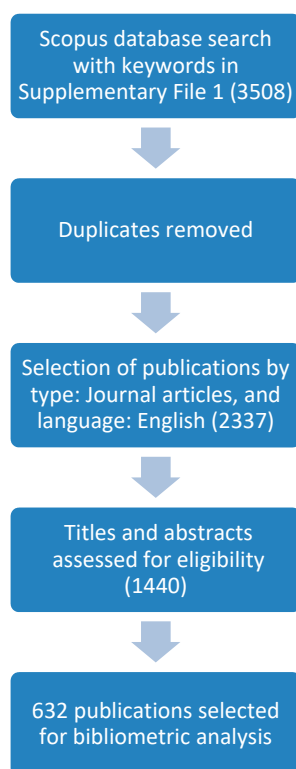 Scopus database search
with keywords in
Supplementary File 1 (3508)
Duplicates removed
Selection of publications by
type: Journal articles, and
language: English (2337)
Titles and abstracts
assessed for eligibility
(1440)
632 publications selected
for bibliometric analysis